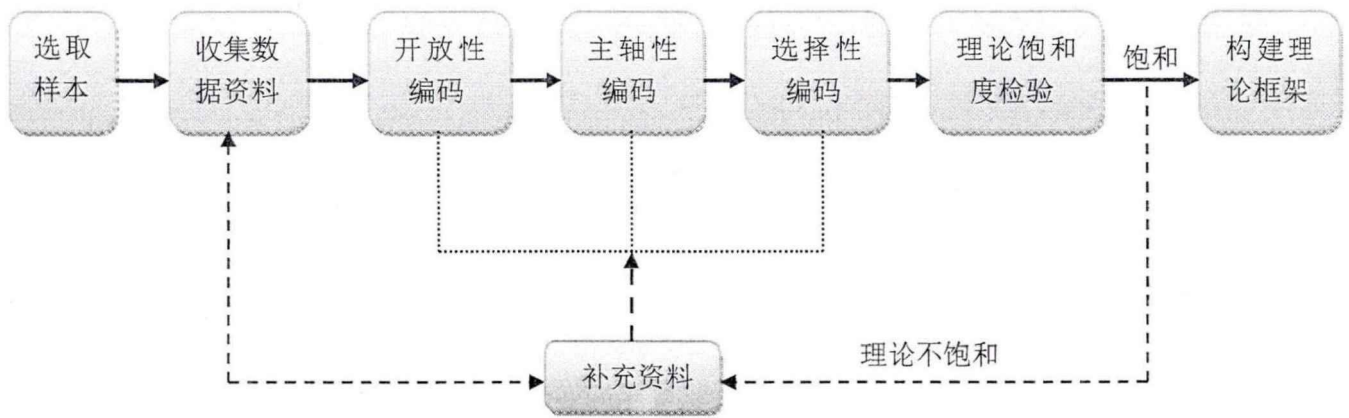 选取
样本
收集数
据资料
开放性
编码
主轴性
编码
选择性
编码
理论饱和
度检验
饱和
构建理
论框架
理论不饱和
补充资料